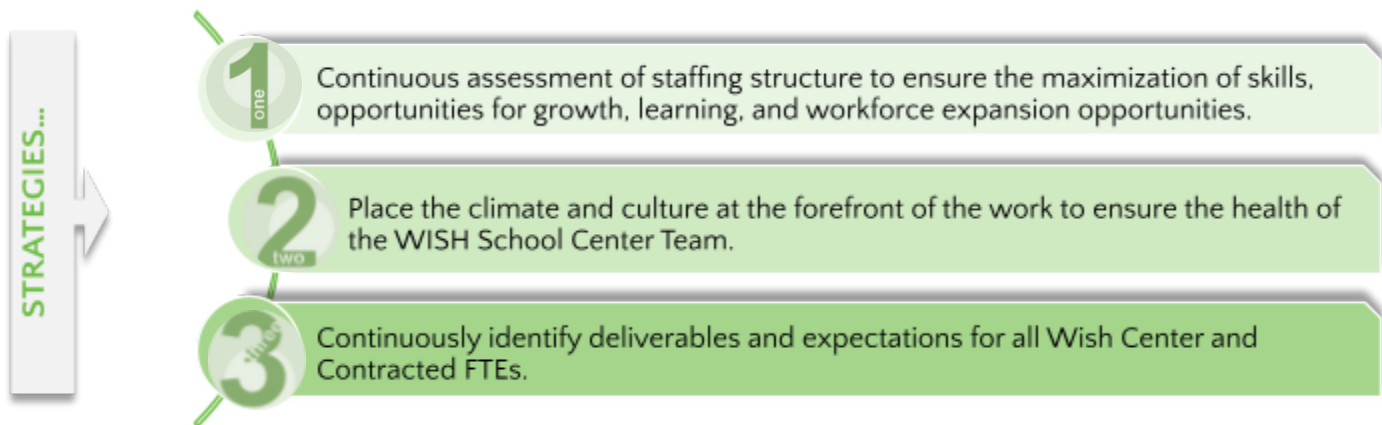 STRATEGIES...
1
one
Continuous assessment of staffing structure to ensure the maximization of skills,
opportunities for growth, learning, and workforce expansion opportunities.
2
two
Place the climate and culture at the forefront of the work to ensure the health of
the WISH School Center Team.
3
three
Continuously identify deliverables and expectations for all Wish Center and
Contracted FTEs.